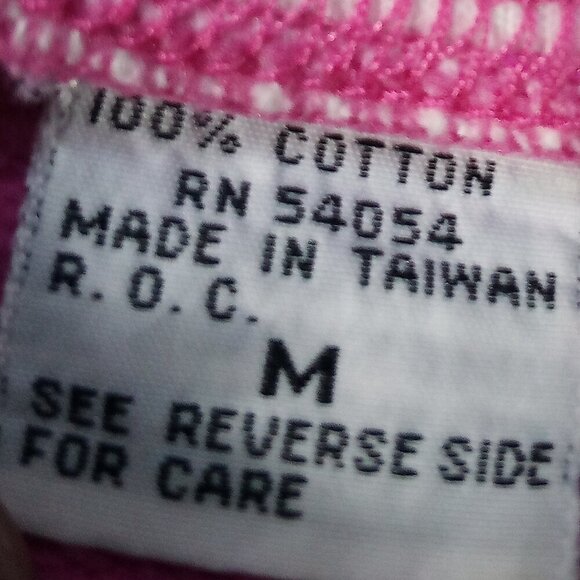 100% COTTON
RN 54054
MADE IN TAIWAN
R.O.C.
M
SEE REVERSE SIDE
FOR CARE